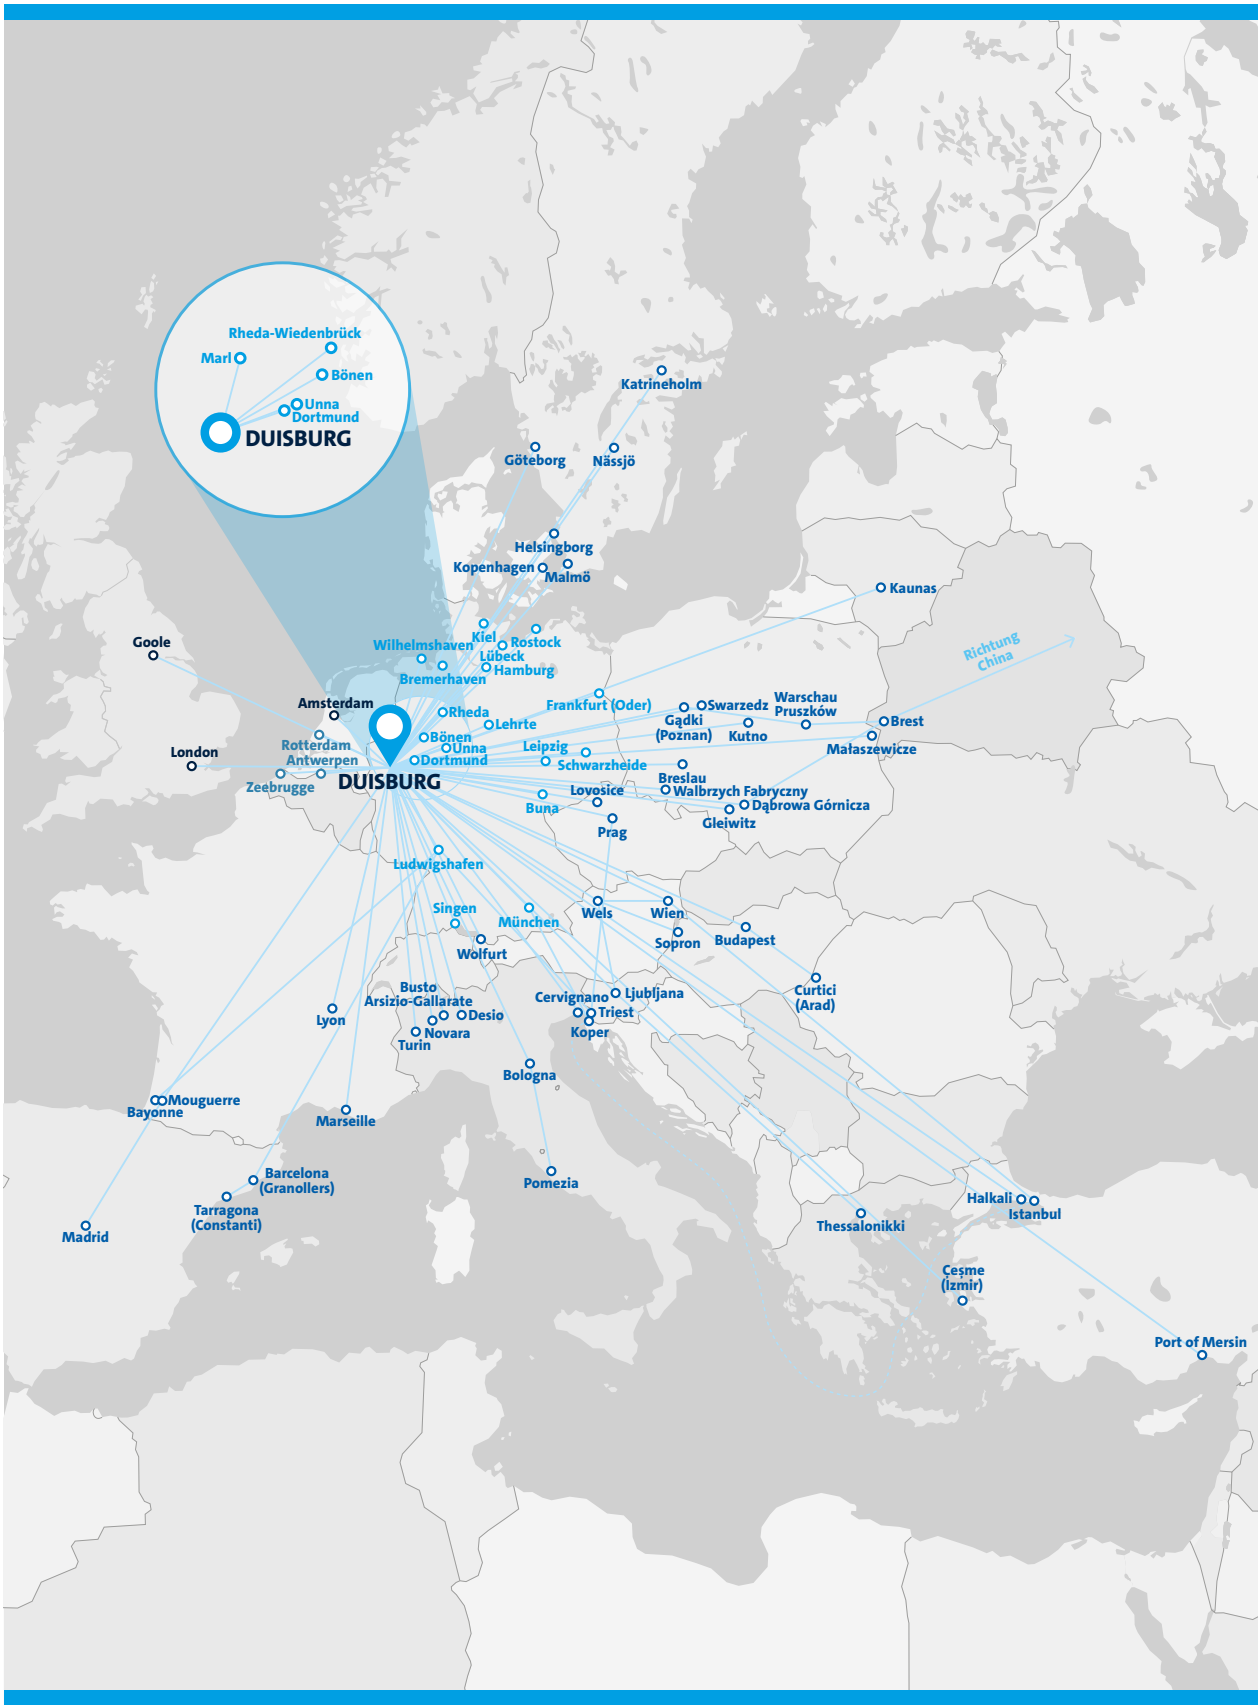 Rheda-Wiedenbrück
Marl
Bönen
Unna
Dortmund
DUISBURG
Katrineholm
Göteborg
Nässjö
Helsingborg
Kopenhagen
Malmö
Kaunas
Goole
Wilhelmshaven
Kiel
Rostock
Lübeck
Hamburg
Bremerhaven
Richtung
China
Amsterdam
Rheda
Frankfurt (Oder)
Swarzedz
Warschau
Pruszków
Gądki
(Poznan)
Kutno
Brest
Lehrte
Bönen
Rotterdam
London
Unna
Leipzig
Małaszewicze
Antwerpen
Dortmund
Schwarzheide
Zeebrugge
DUISBURG
Breslau
Lovosice
Walbrzych Fabryczny
Buna
Dąbrowa Górnicza
Gleiwitz
Prag
Ludwigshafen
Singen
München
Wels
Wien
Wolfurt
Sopron
Budapest
Busto
Arsizio-Gallarate
Cervignano
Ljubljana
Curtici
(Arad)
Lyon
Desio
Triest
Novara
Turin
Koper
Bologna
Mouguerre
Bayonne
Marseille
Barcelona
(Granollers)
Pomezia
Tarragona
(Constanti)
Madrid
Halkali
Istanbul
Thessalonikki
Çeşme
(İzmir)
Port of Mersin